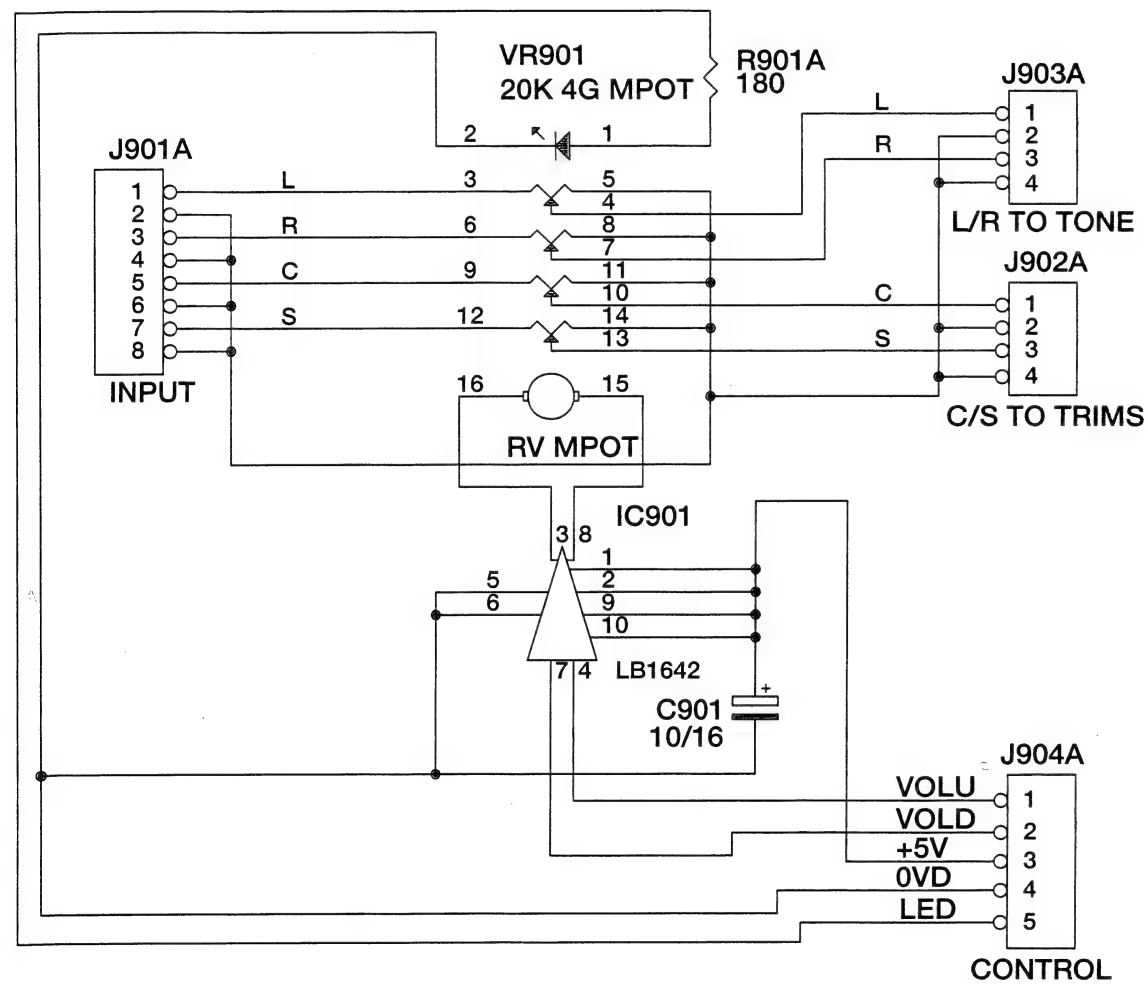 VR901
20K 4G MPOT
R901A
180
J903A
L
1
2
R
3
4
L/R TO TONE
2
1
J901A
1
L
3
5
4
2
3
R
6
8
7
4
5
C
9
11
10
6
7
S
12
14
13
8
INPUT
J902A
C
1
2
S
3
4
C/S TO TRIMS
16
15
RV MPOT
IC901
3
8
1
5
2
6
9
10
7
4
LB1642
+
C901
10/16
J904A
VOLU
1
VOLD
2
+5V
3
0VD
4
LED
5
CONTROL